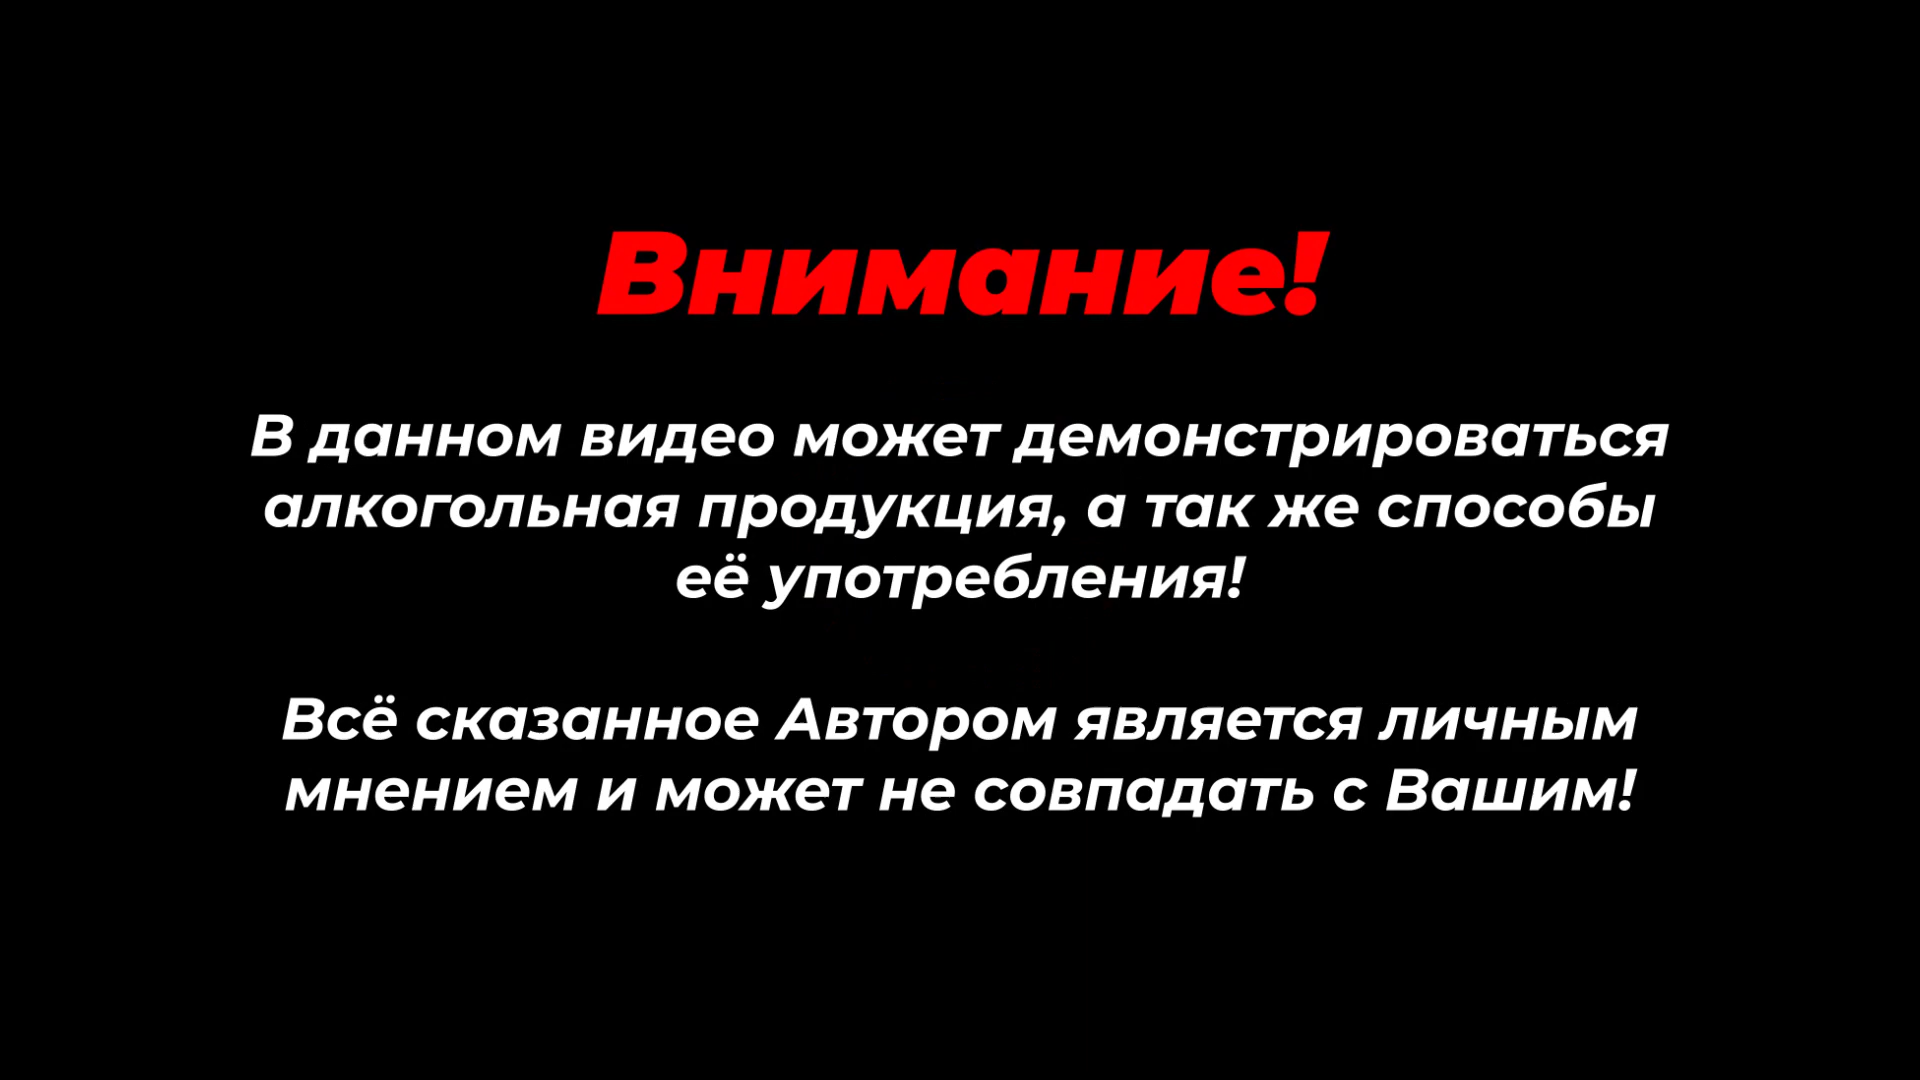 Внимание!
В данном видео может демонстрироваться
алкогольная продукция, а так же способы
её употребления!
Всё сказанное Автором является личным
мнением и может не совпадать с Вашим!